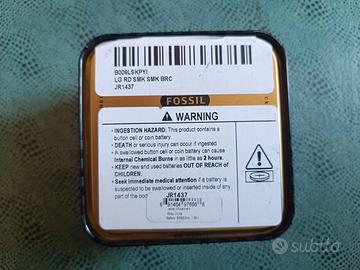 B008LSKPYI
LG RD SMK SMK BRC
JR1437
FOSSIL
WARNING
• INGESTION HAZARD: This product contains a
button cell or coin battery.
• DEATH or serious injury can occur if ingested
• A swallowed button cell or coin battery can cause
Internal Chemical Burns in as little as 2 hours.
• KEEP new and used batteries OUT OF REACH of
CHILDREN.
• Seek immediate medical attention if a battery is
suspected to be swallowed or inserted inside of any
part of the body
JR1437
subito